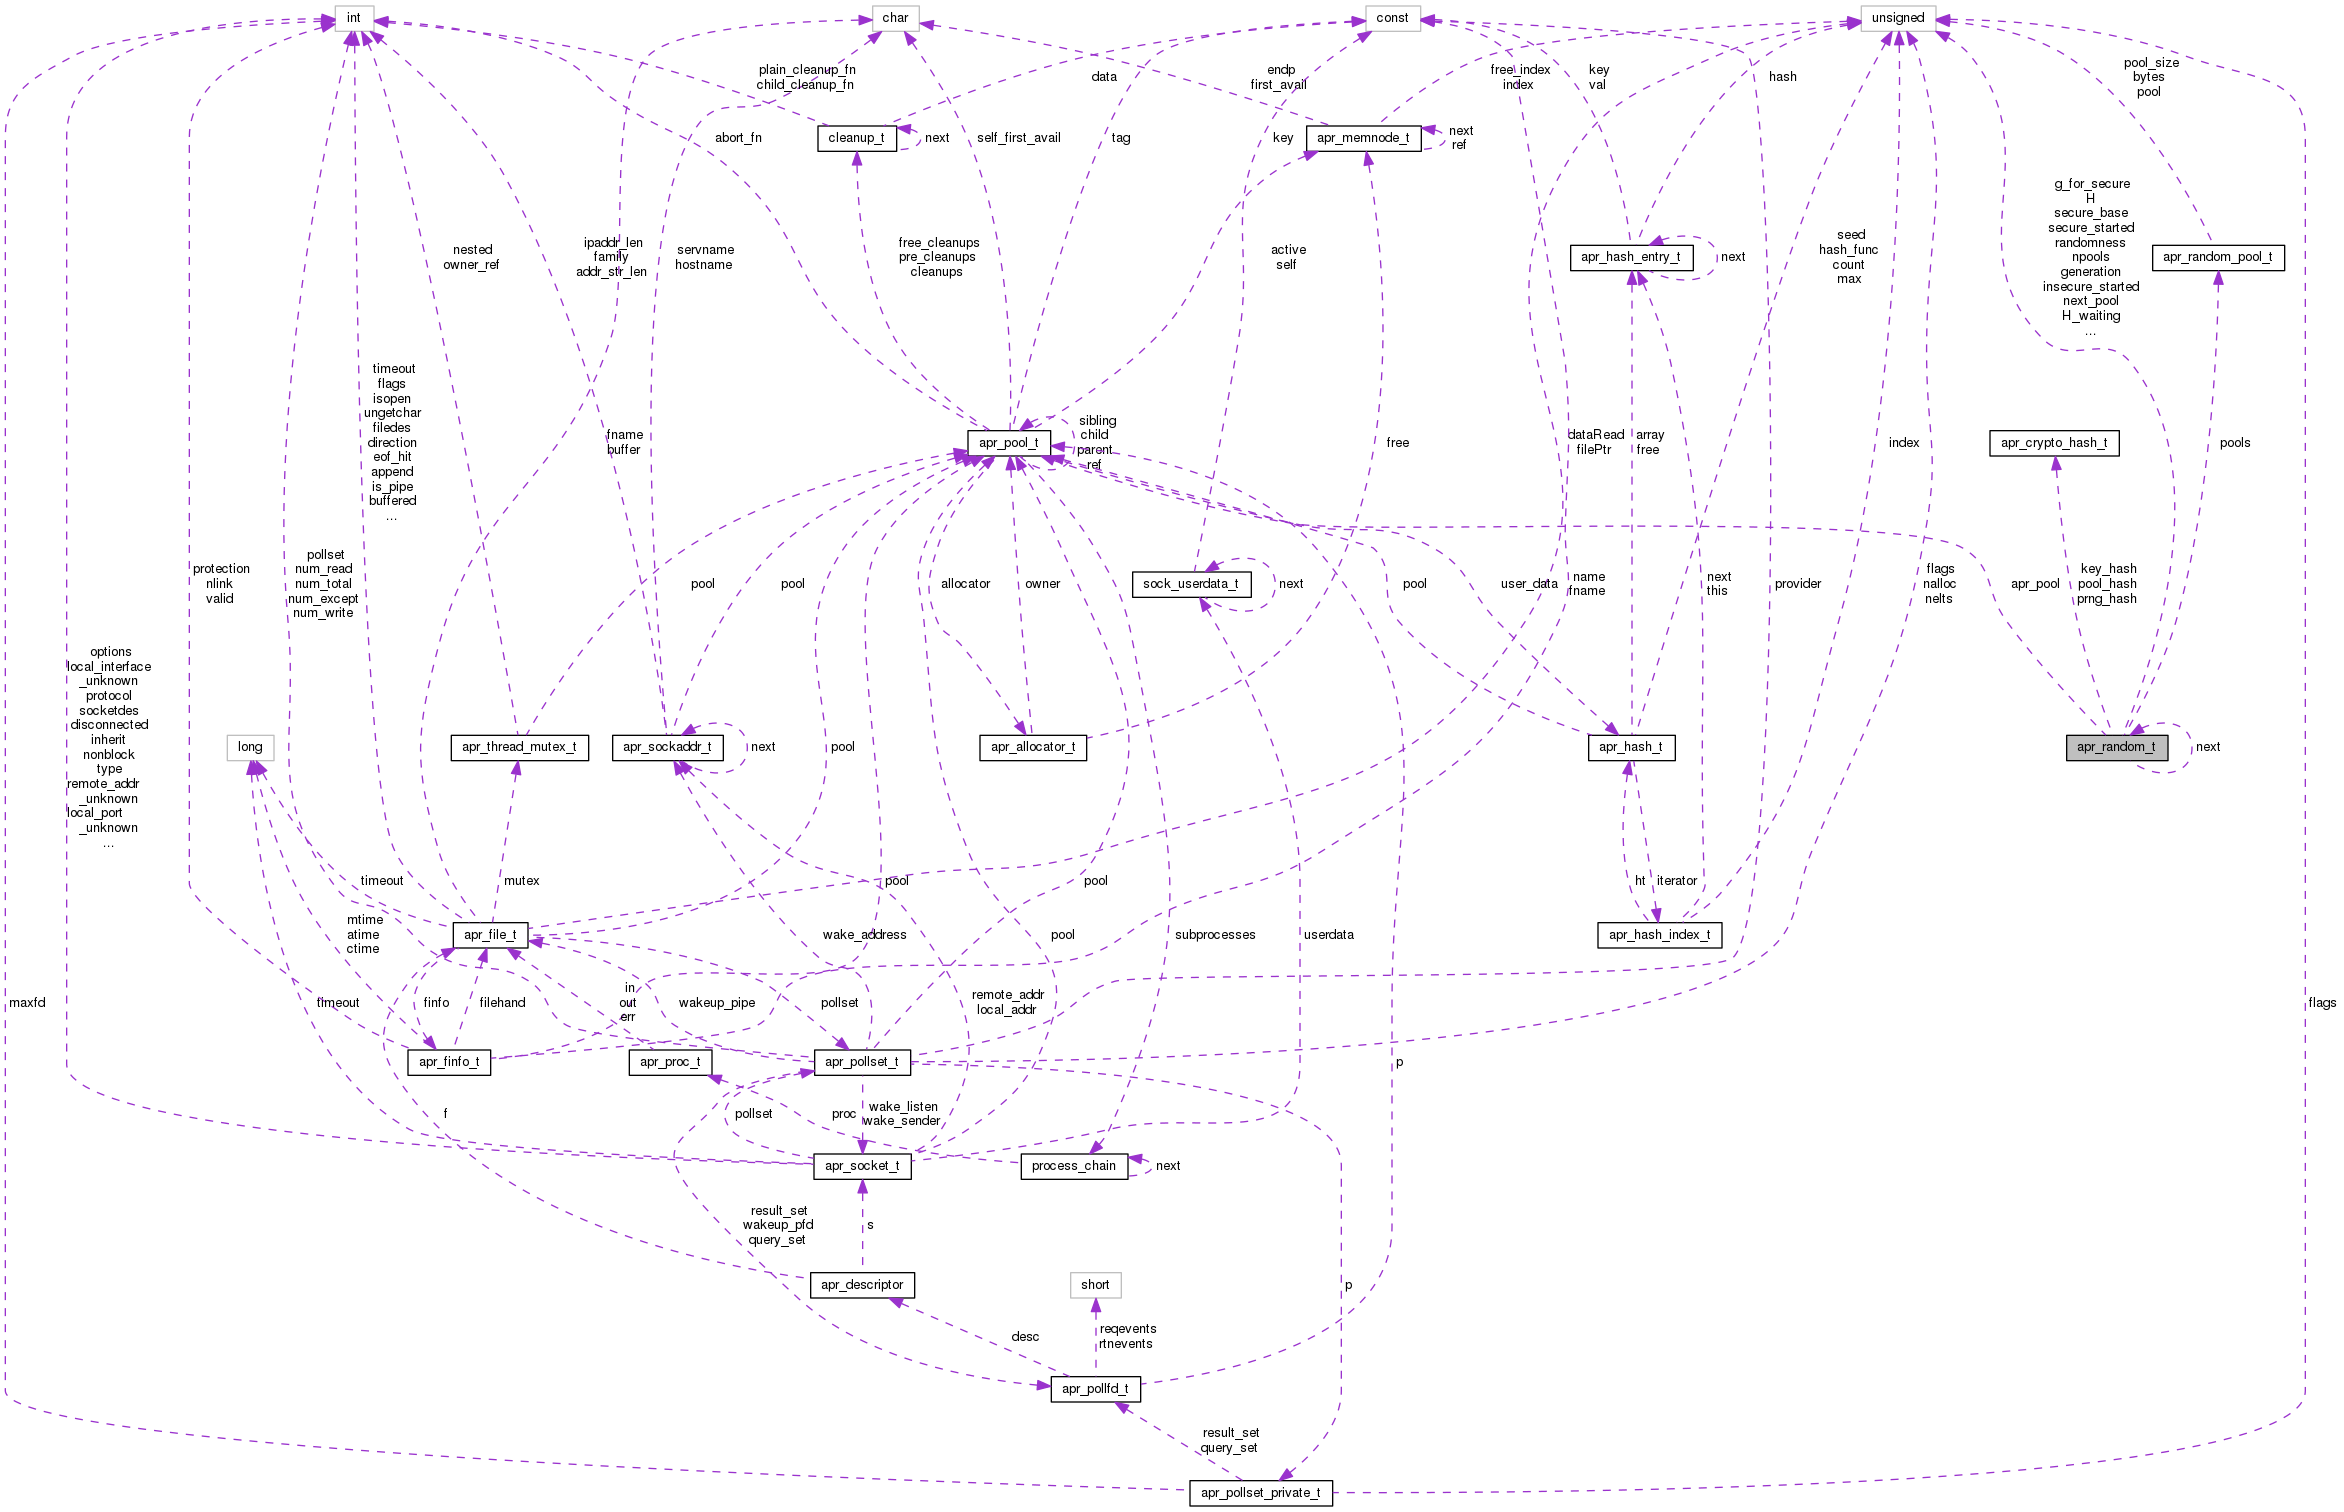 int
char
const
unsigned
plain_cleanup_fn
child_cleanup_fn
data
endp
first_avail
free_index
index
key
val
hash
pool_size
bytes
pool
cleanup_t
next
abort_fn
self_first_avail
tag
key
apr_memnode_t
next
ref
g_for_secure
H
secure_base
secure_started
randomness
npools
generation
insecure_started
next_pool
H_waiting
...
nested
owner_ref
ipaddr_len
family
addr_str_len
servname
hostname
free_cleanups
pre_cleanups
cleanups
active
self
apr_hash_entry_t
next
seed
hash_func
count
max
apr_random_pool_t
timeout
flags
isopen
ungetchar
filedes
direction
eof_hit
append
is_pipe
buffered
...
fname
buffer
apr_pool_t
sibling
child
parent
ref
free
dataRead
filePtr
array
free
index
apr_crypto_hash_t
pools
protection
nlink
valid
pollset
num_read
num_total
num_except
num_write
pool
pool
allocator
owner
sock_userdata_t
next
pool
user_data
name
fname
next
this
provider
flags
nalloc
nelts
apr_pool
key_hash
pool_hash
prng_hash
options
local_interface
_unknown
protocol
socketdes
disconnected
inherit
nonblock
type
remote_addr
_unknown
local_port
_unknown
...
long
apr_thread_mutex_t
apr_sockaddr_t
next
pool
apr_allocator_t
apr_hash_t
apr_random_t
next
timeout
mutex
pool
pool
ht
iterator
mtime
atime
ctime
apr_file_t
wake_address
pool
subprocesses
userdata
apr_hash_index_t
maxfd
timeout
finfo
filehand
in
out
err
wakeup_pipe
pollset
remote_addr
local_addr
flags
apr_finfo_t
apr_proc_t
apr_pollset_t
p
f
pollset
proc
wake_listen
wake_sender
apr_socket_t
process_chain
next
result_set
wakeup_pfd
query_set
s
apr_descriptor
short
p
desc
reqevents
rtnevents
apr_pollfd_t
result_set
query_set
apr_pollset_private_t